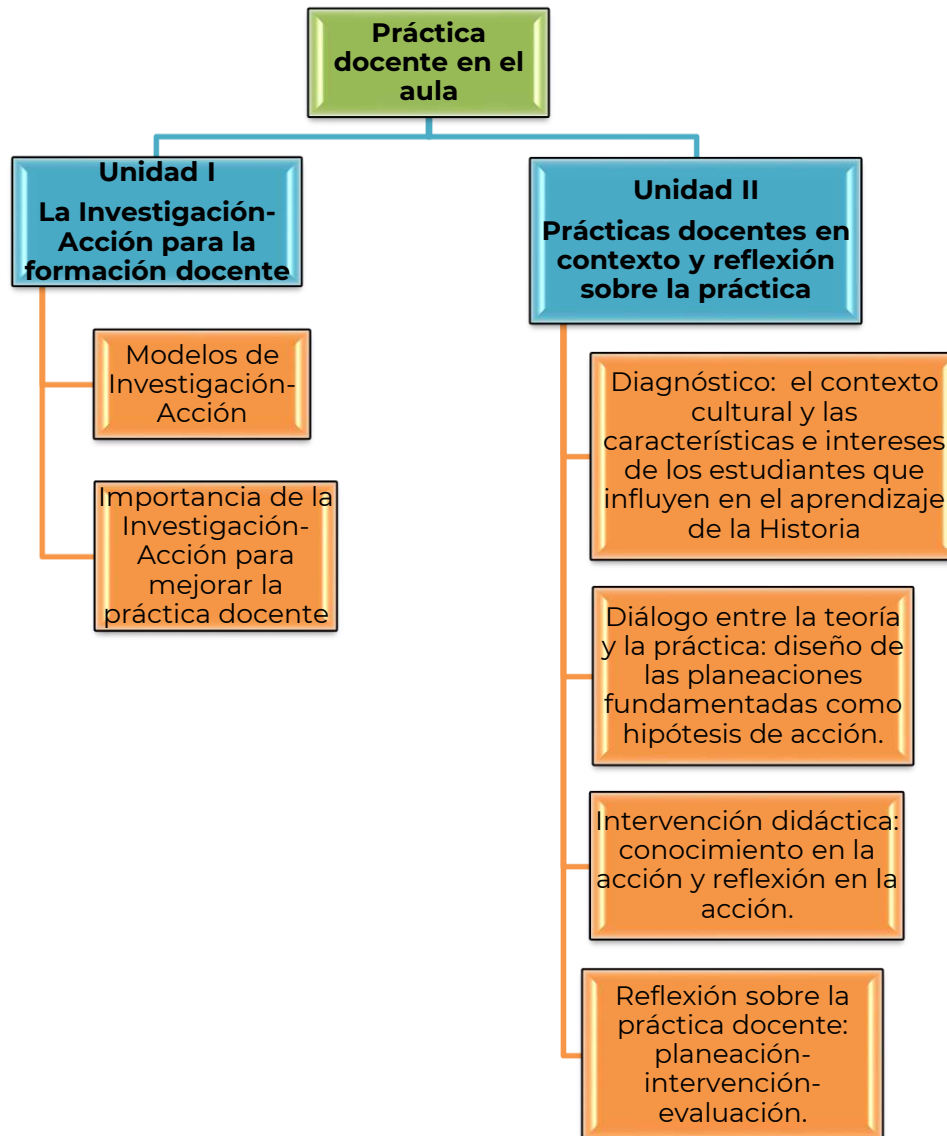 Práctica
docente en el
aula
Unidad I
La Investigación-
Acción para la
formación docente
Modelos de
Investigación-
Acción
Importancia de la
Investigación-
Acción para
mejorar la
práctica docente
Unidad II
Prácticas docentes en
contexto y reflexión
sobre la práctica
Diagnóstico: el contexto
cultural y las
características e intereses
de los estudiantes que
influyen en el aprendizaje
de la Historia
Diálogo entre la teoría
y la práctica: diseño de
las planeaciones
fundamentadas como
hipótesis de acción.
Intervención didáctica:
conocimiento en la
acción y reflexión en la
acción.
Reflexión sobre la
práctica docente:
planeación-
intervención-
evaluación.